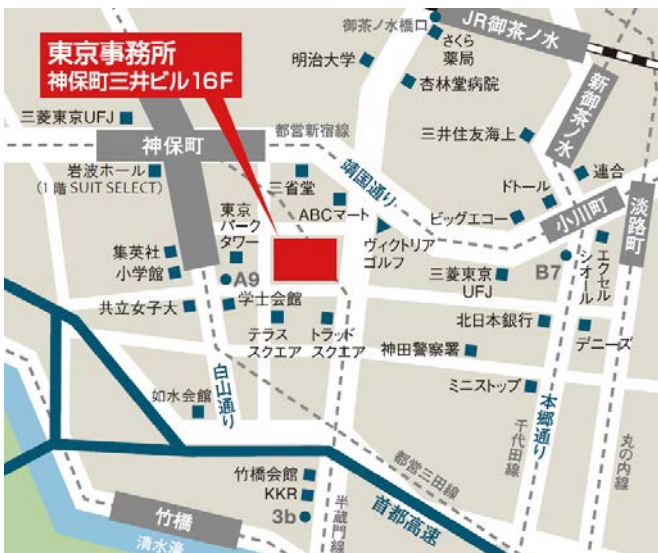 御茶ノ水橋口
JR御茶ノ水
さくら
薬局
東京事務所
神保町三井ビル16F
明治大学
杏林堂病院
新御茶ノ水
三菱東京UFJ
都営新宿線
三井住友海上
神保町
岩波ホール
(1階 SUIT SELECT)
三省堂
靖国通り
連合
ドトール
ABCマート
ビッグエコー
小川町
淡路町
東京
パーク
タワー
ヴィクトリア
ゴルフ
集英社
小学館
A9
三菱東京
UFJ
B7
エクセル
シオール
共立女子大
学士会館
テラス
スクエア
トラッド
スクエア
北日本銀行
デニーズ
神田警察署
白山通り
如水会館
ミニストップ
本郷通り
千代田線
丸の内線
都営三田線
竹橋会館
KKR
3b
半蔵門線
首都高速
竹橋
清水濠